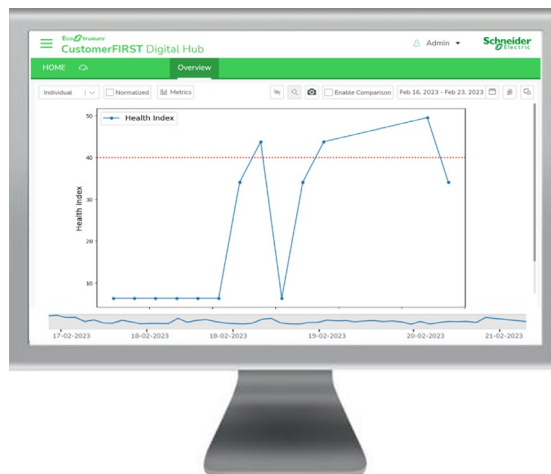 EcoStruxure
CustomerFIRST Digital Hub
Admin
Schneider
Electric
HOME
Overview
Individual
Normalized
Metrics
Enable Comparison
Feb 16, 2023 - Feb 23, 2023
Health Index
50
40
30
20
10
Health Index
17-02-2023
18-02-2023
18-02-2023
19-02-2023
20-02-2023
21-02-2023